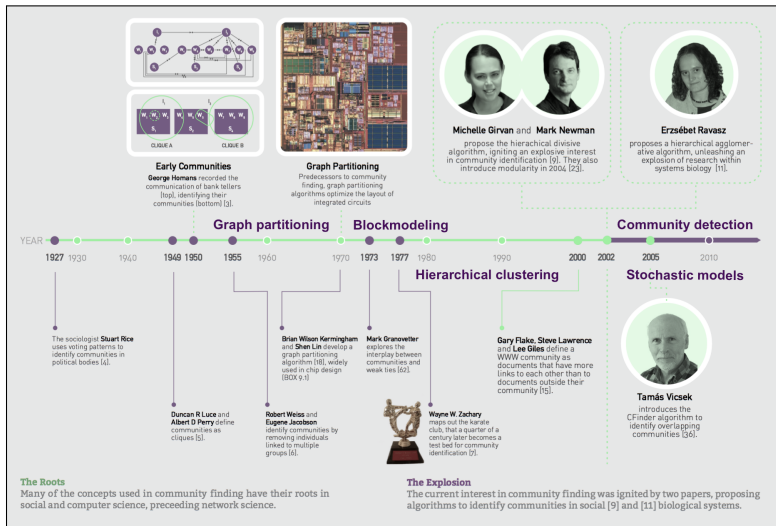 CLIQUE A
CLIQUE B
Early Communities
George Homans recorded the
communication of bank tellers
(top), identifying their
communities (bottom) [3].
Graph Partitioning
Predecessors to community
finding, graph partitioning
algorithms optimize the layout of
integrated circuits
Michelle Girvan and Mark Newman
propose the hierarchical divisive
algorithm, igniting an explosive interest
in community identification [9]. They also
introduce modularity in 2004 [23].
Erzsébet Ravasz
proposes a hierarchical agglomer-
ative algorithm, unleashing an
explosion of research within
systems biology [11].
Graph partitioning
Blockmodeling
Community detection
YEAR
1927
1930
1940
1949
1950
1955
1960
1970
1973
1977
1980
1990
2000
2002
2005
2010
Hierarchical clustering
Stochastic models
The sociologist Stuart Rice
uses voting patterns to
identify communities in
political bodies [4].
Duncan R Luce and
Albert D Perry define
communities as
cliques [5].
Robert Weiss and
Eugene Jacobson
identify communities by
removing individuals
linked to multiple
groups [6].
Brian Wilson Kermingham
and Shen Lin develop a
graph partitioning
algorithm [18], widely
used in chip design
(BOX 9.1)
Mark Granovetter
explores the
interplay between
communities and
weak ties [62].
Wayne W. Zachary
maps out the karate
club, that a quarter of a
century later becomes a
test bed for community
identification [7].
Gary Flake, Steve Lawrence
and Lee Giles define a
WWW community as
documents that have more
links to each other than to
documents outside their
community [15].
Tamás Vicsek
introduces the
CFinder algorithm to
identify overlapping
communities [36].
The Roots
Many of the concepts used in community finding have their roots in
social and computer science, preceeding network science.
The Explosion
The current interest in community finding was ignited by two papers, proposing
algorithms to identify communities in social [9] and [11] biological systems.